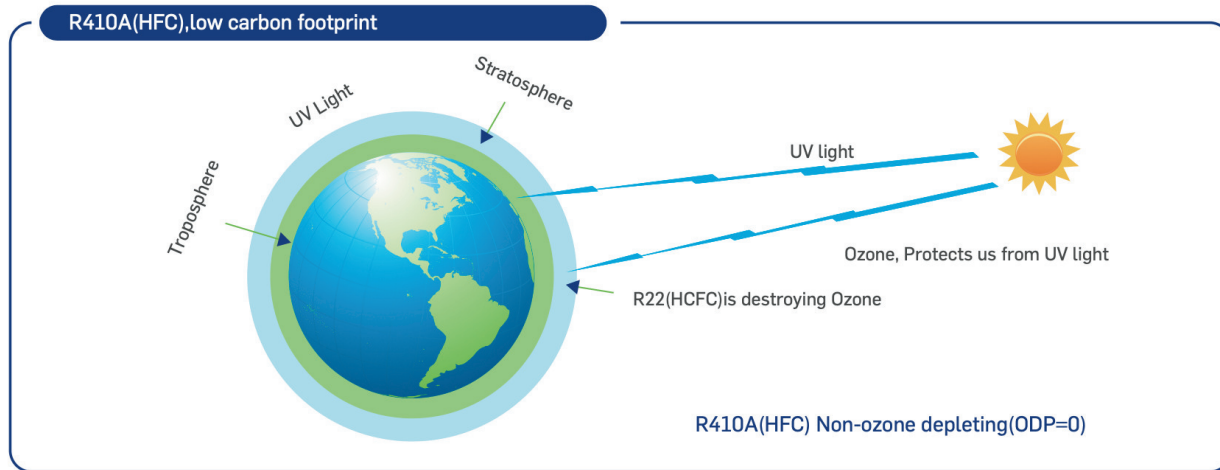 R410A(HFC),low carbon footprint
UV Light
Stratosphere
Troposphere
UV light
Ozone, Protects us from UV light
R22(HCFC)is destroying Ozone
R410A(HFC) Non-ozone depleting(ODP=0)